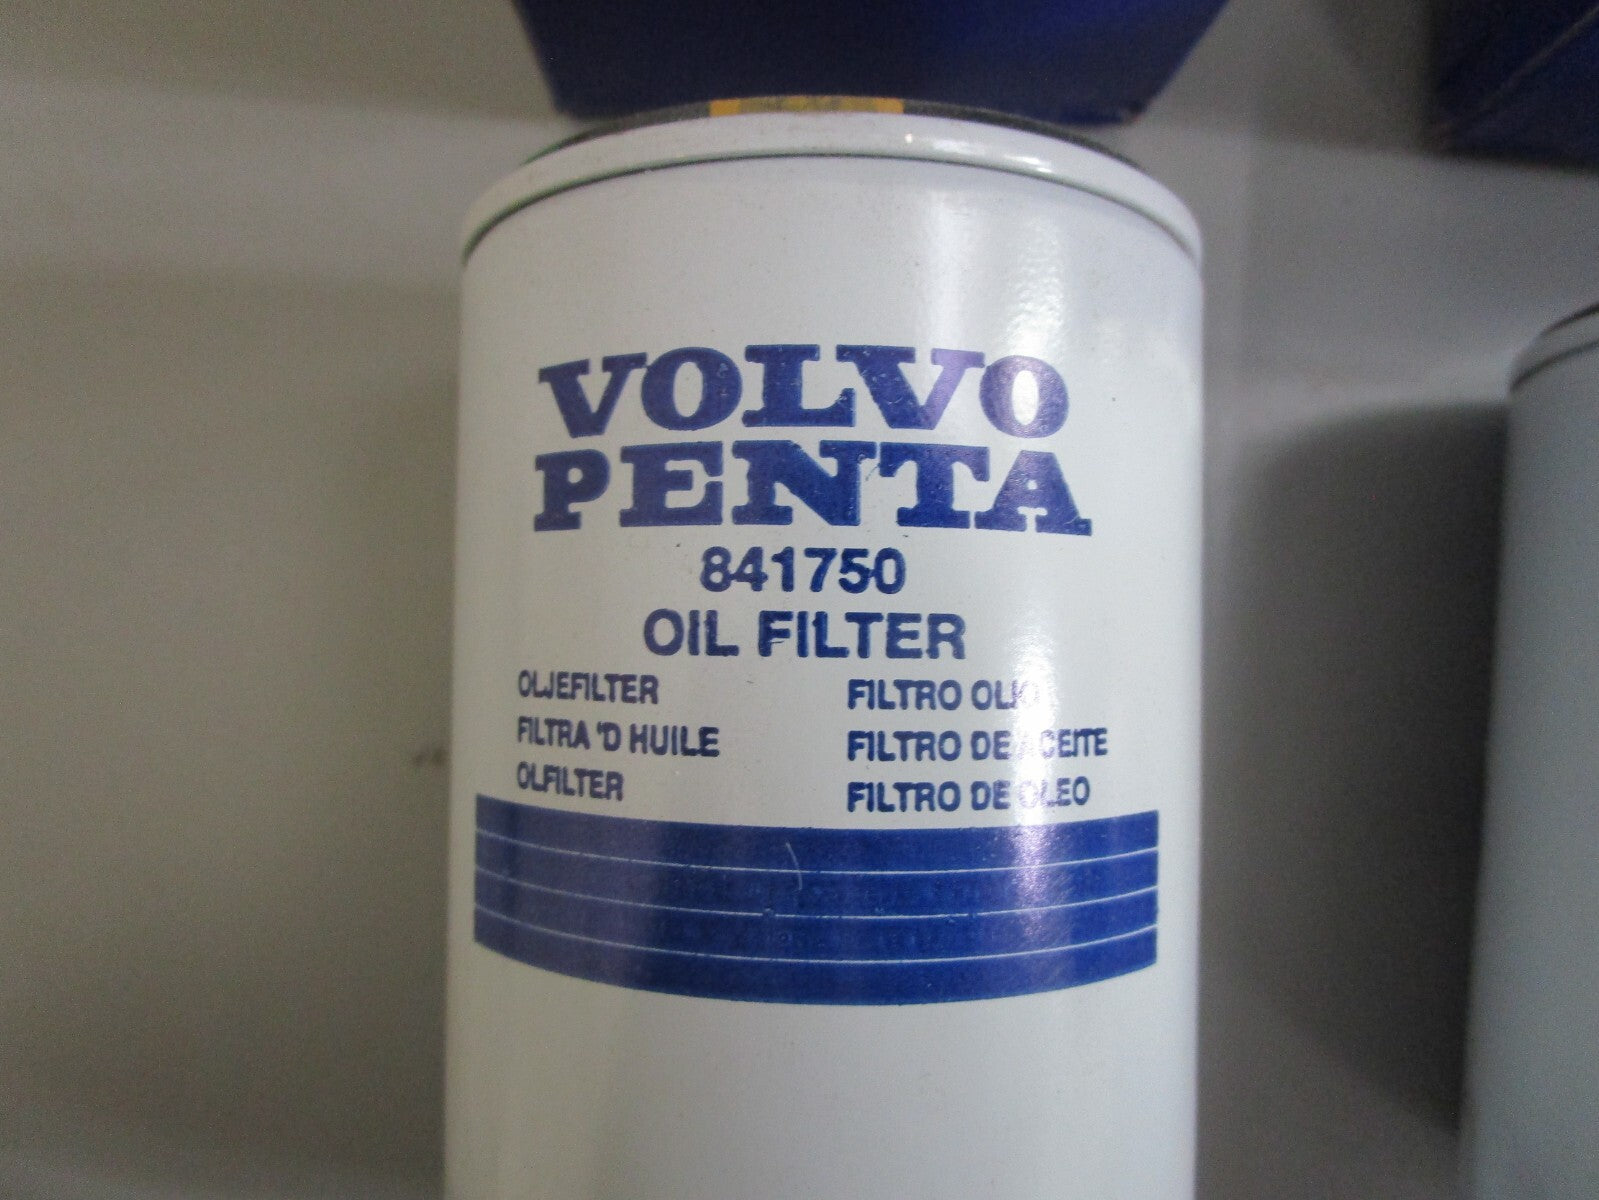 VOLVO
PENTA
841750
OIL FILTER
OLJEFILTER
FILTRA 'D HUILE
OLFILTER
FILTRO OLIO
FILTRO DE ACEITE
FILTRO DE OLEO